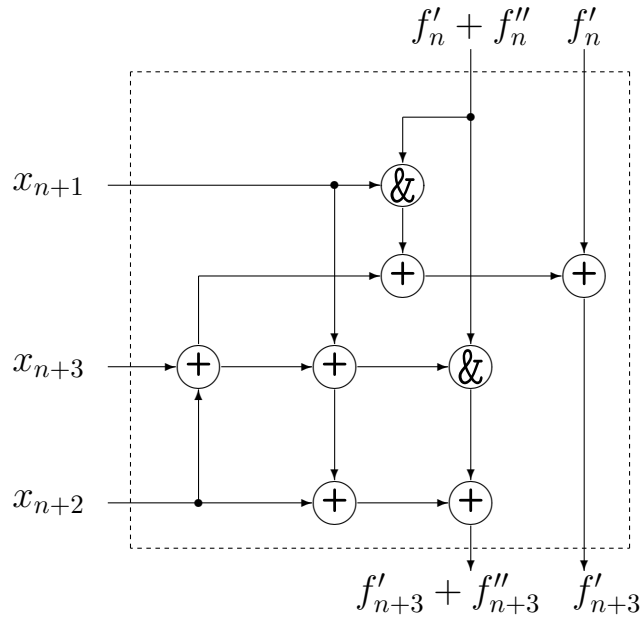 f′ₙ + f″ₙ f′ₙ
xₙ₊₁ &
+ +
xₙ₊₃ + + &
xₙ₊₂ + +
f′ₙ₊₃ + f″ₙ₊₃ f′ₙ₊₃